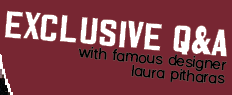 EXCLUSIVE Q&A
with famous designer
laura pitharas